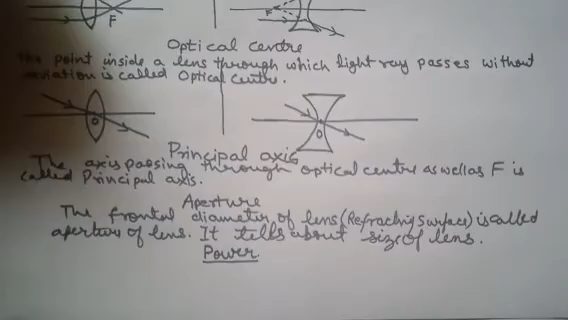 F
F
Optical centre
The point inside a lens through which light ray passes without
deviation is called Optical Centre.
O
O
Principal axis
The axis passing through optical centre as well as F is
called Principal axis.
Aperture
The frontal diameter of lens (Refracting surface) is called
aperture of lens. It tells about size of lens.
Power